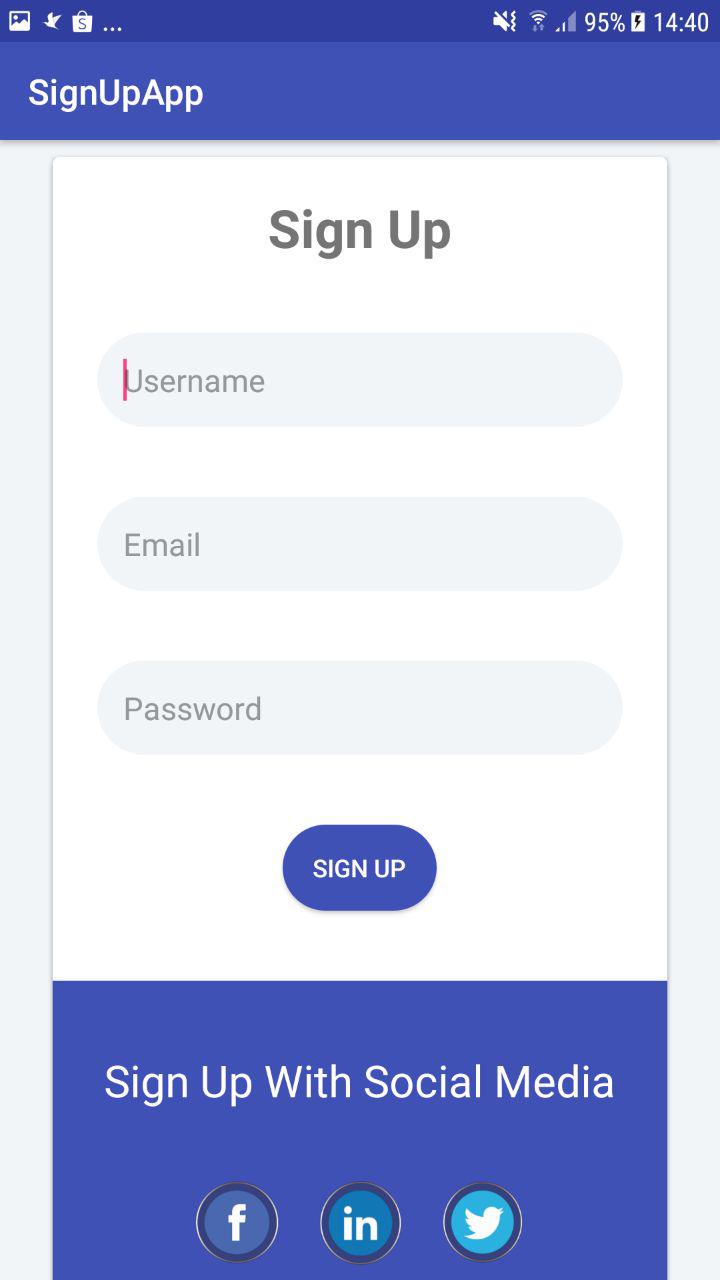 ... 95% 14:40
SignUpApp
Sign Up
Username
Email
Password
SIGN UP
Sign Up With Social Media
f in